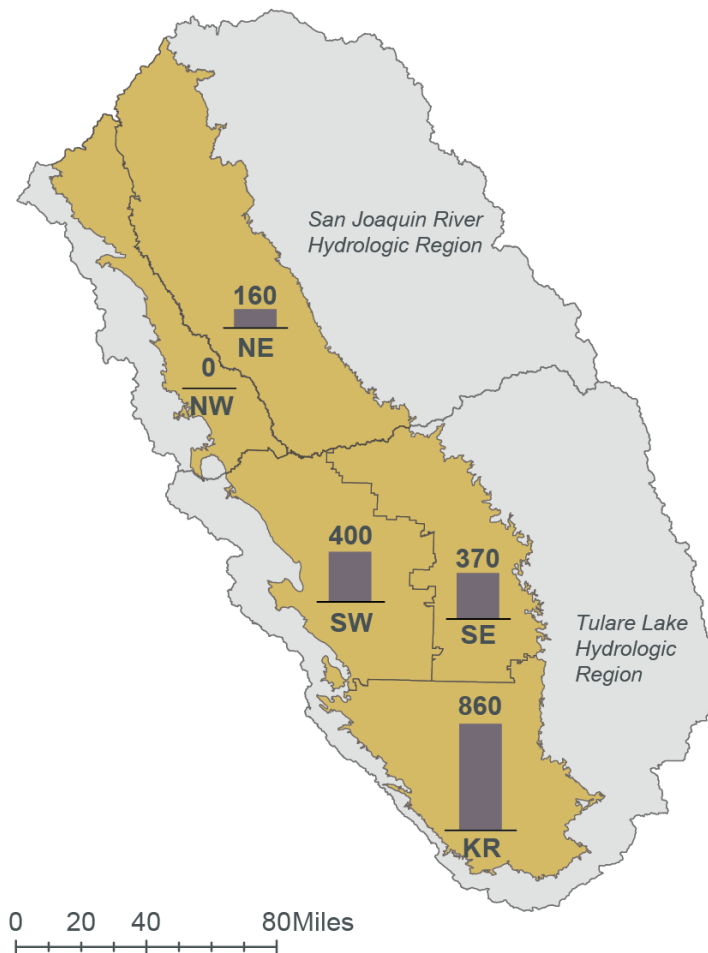 San Joaquin River
Hydrologic Region
160
NE
0
NW
400
SW
370
SE
Tulare Lake
Hydrologic
Region
860
KR
0 20 40 80Miles